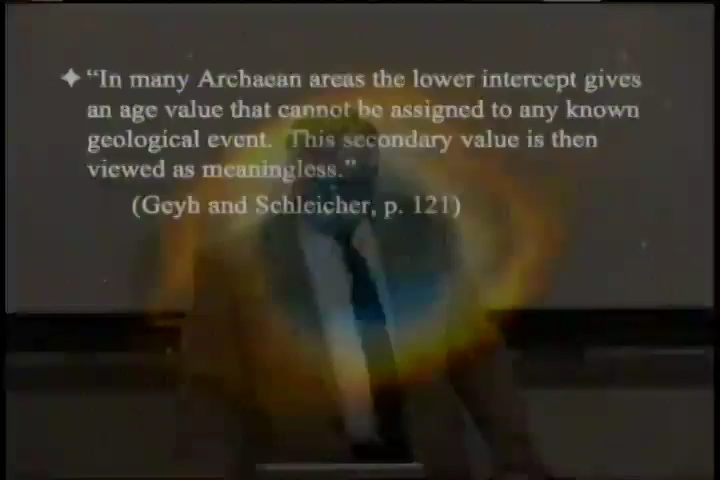 “In many Archaean areas the lower intercept gives
an age value that cannot be assigned to any known
geological event. This secondary value is then
viewed as meaningless.”
(Geyh and Schleicher, p. 121)